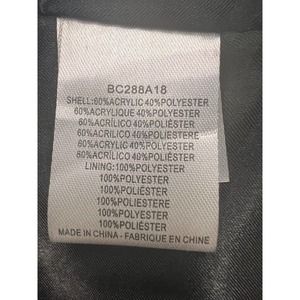 BC288A18
SHELL:60%ACRYLIC 40%POLYESTER
60%ACRYLIQUE 40%POLYESTER
60%ACRÍLICO 40%POLIÉSTER
60%ACRILICO 40%POLIESTERE
60%ACRYLIC 40%POLYESTER
60%ACRÍLICO 40%POLIÉSTER
LINING: 100%POLYESTER
100%POLYESTER
100%POLIÉSTER
100%POLIESTERE
100%POLYESTER
100%POLIÉSTER
MADE IN CHINA - FABRIQUE EN CHINE